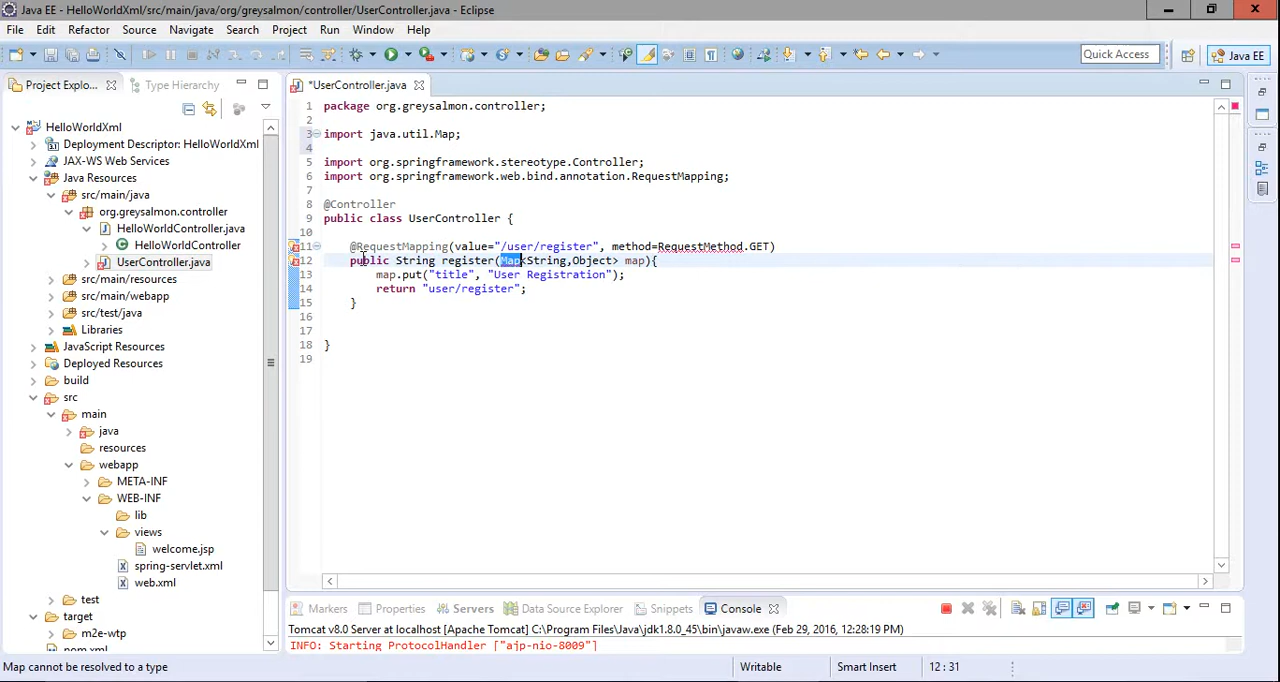 Java EE - HelloWorldXml/src/main/java/org/greysalmon/controller/UserController.java - Eclipse
File Edit Refactor Source Navigate Search Project Run Window Help
Quick Access
Java EE
Project Explo...
Type Hierarchy
*UserController.java
HelloWorldXml
Deployment Descriptor: HelloWorldXml
JAX-WS Web Services
Java Resources
src/main/java
org.greysalmon.controller
HelloWorldController.java
HelloWorldController
UserController.java
src/main/resources
src/main/webapp
src/test/java
Libraries
JavaScript Resources
Deployed Resources
build
src
main
java
resources
webapp
META-INF
WEB-INF
lib
views
welcome.jsp
spring-servlet.xml
web.xml
test
target
m2e-wtp
pom.xml
1 package org.greysalmon.controller;
2
3 import java.util.Map;
4
5 import org.springframework.stereotype.Controller;
6 import org.springframework.web.bind.annotation.RequestMapping;
7
8 @Controller
9 public class UserController {
10
11 @RequestMapping(value="/user/register", method=RequestMethod.GET)
12 public String register(Map<String,Object> map){
13 map.put("title", "User Registration");
14 return "user/register";
15 }
16
17
18 }
19
Markers Properties Servers Data Source Explorer Snippets Console
Tomcat v8.0 Server at localhost [Apache Tomcat] C:\Program Files\Java\jdk1.8.0_45\bin\javaw.exe (Feb 29, 2016, 12:28:19 PM)
INFO: Starting ProtocolHandler ["ajp-nio-8009"]
Map cannot be resolved to a type
Writable
Smart Insert
12 : 31